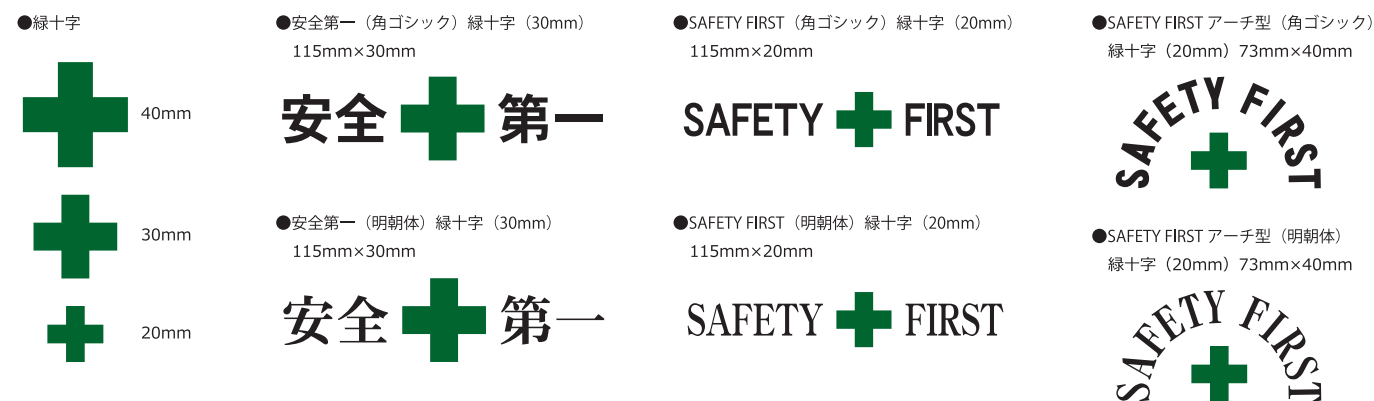 ●緑十字
40mm
30mm
20mm
●安全第一（角ゴシック）緑十字（30mm）
115mm×30mm
安全 第一
●安全第一（明朝体）緑十字（30mm）
115mm×30mm
安全 第一
●SAFETY FIRST（角ゴシック）緑十字（20mm）
115mm×20mm
SAFETY FIRST
●SAFETY FIRST（明朝体）緑十字（20mm）
115mm×20mm
SAFETY FIRST
●SAFETY FIRST アーチ型（角ゴシック）
緑十字（20mm）73mm×40mm
SAFETY FIRST
●SAFETY FIRST アーチ型（明朝体）
緑十字（20mm）73mm×40mm
SAFETY FIRST